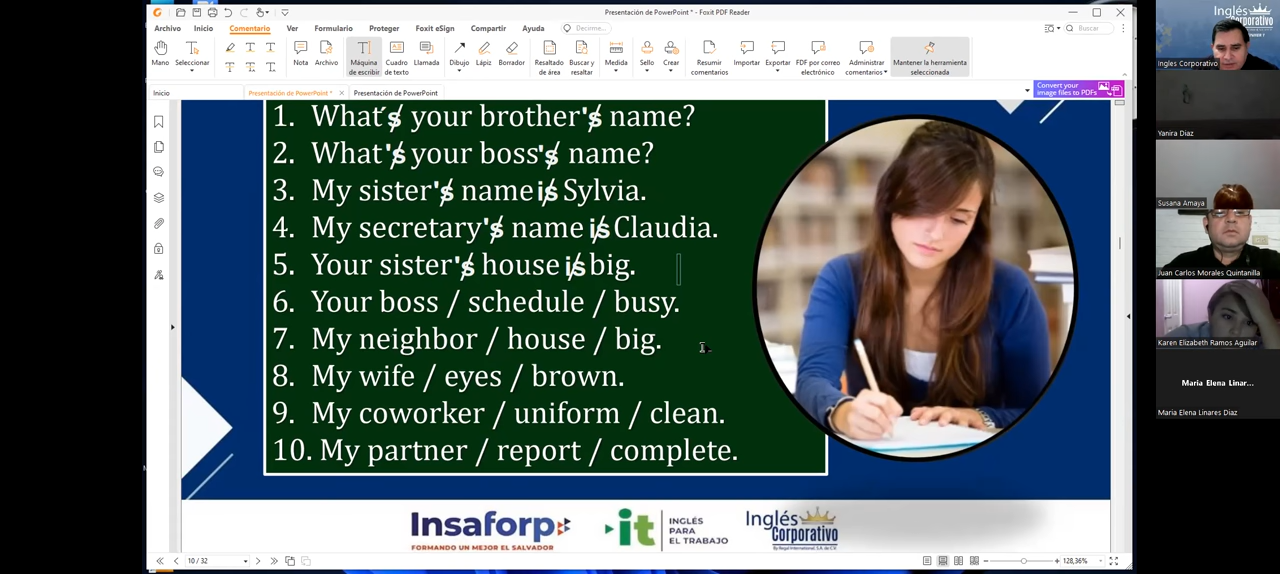 Presentación de PowerPoint * - Foxit PDF Reader
Archivo Inicio Comentario Ver Formulario Proteger Foxit eSign Compartir Ayuda Decirme... Buscar
Mano Seleccionar Nota Archivo Máquina de escribir Cuadro de texto Llamada Dibujo Lápiz Borrador Resaltado de área Buscar y resaltar Medida Sello Crear Resumir comentarios Importar Exportar FDF por correo electrónico Administrar comentarios Mantener la herramienta seleccionada
Inicio Presentación de PowerPoint * Presentación de PowerPoint Convert your image files to PDFs
1. What's your brother's name?
2. What's your boss's name?
3. My sister's name is Sylvia.
4. My secretary's name is Claudia.
5. Your sister's house is big.
6. Your boss / schedule / busy.
7. My neighbor / house / big.
8. My wife / eyes / brown.
9. My coworker / uniform / clean.
10. My partner / report / complete.
Insaforp
FORMANDO UN MEJOR EL SALVADOR
it INGLÉS PARA EL TRABAJO
Inglés Corporativo
By Regal International, S.A. de C.V.
10 / 32
128,36%
Inglés Corporativo
Ingles Corporativo
Yanira Diaz
Susana Amaya
Juan Carlos Morales Quintanilla
Karen Elizabeth Ramos Aguilar
Maria Elena Linar...
Maria Elena Linares Diaz